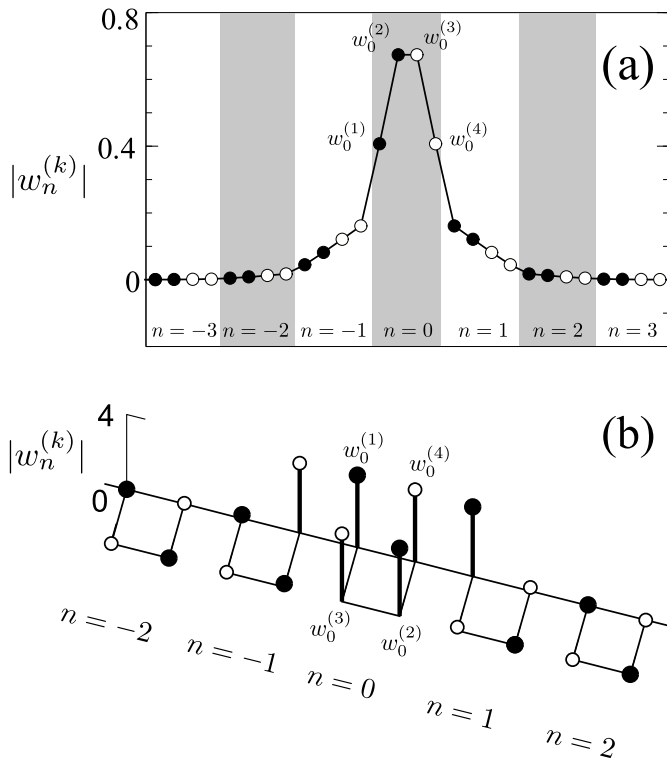 0.8
w_0^{(2)} w_0^{(3)}
(a)
w_0^{(1)} w_0^{(4)}
0.4
|w_n^{(k)}|
0
n = −3 n = −2 n = −1 n = 0 n = 1 n = 2 n = 3
4
(b)
|w_n^{(k)}|
w_0^{(1)} w_0^{(4)}
0
w_0^{(3)} w_0^{(2)}
n = −2 n = −1 n = 0 n = 1 n = 2